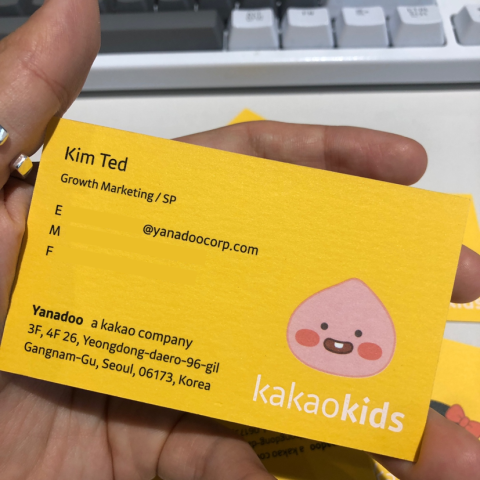 Kim Ted
Growth Marketing / SP
E @yanadoocorp.com
M
F
Yanadoo a kakao company
3F, 4F 26, Yeongdong-daero-96-gil
Gangnam-Gu, Seoul, 06173, Korea
kakaokids